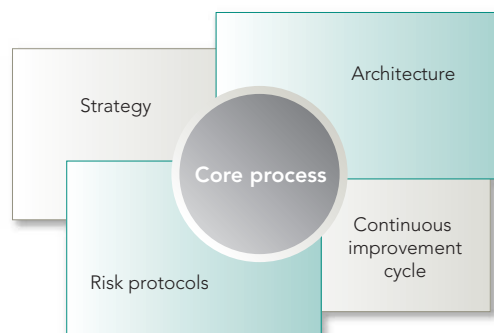 Architecture
Strategy
Core process
Continuous
improvement
cycle
Risk protocols